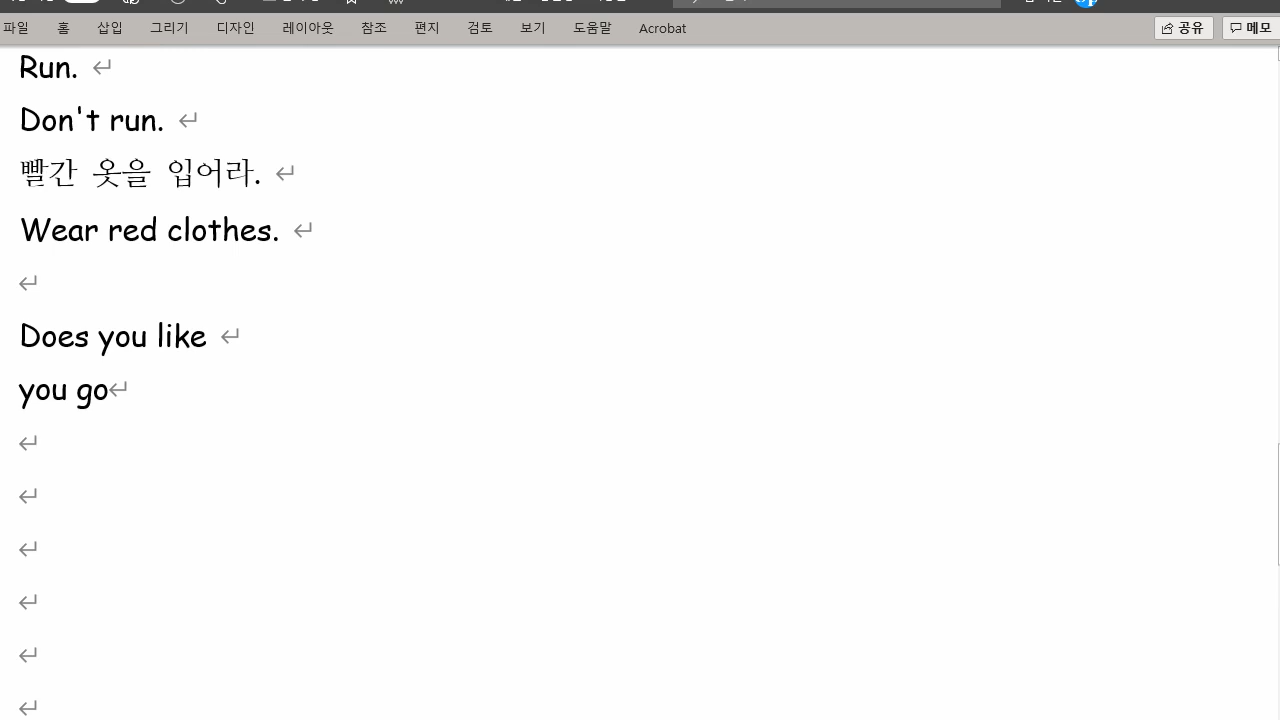 파일 홈 삽입 그리기 디자인 레이아웃 참조 편지 검토 보기 도움말 Acrobat 공유 메모
Run.
Don't run.
빨간 옷을 입어라.
Wear red clothes.
Does you like
you go